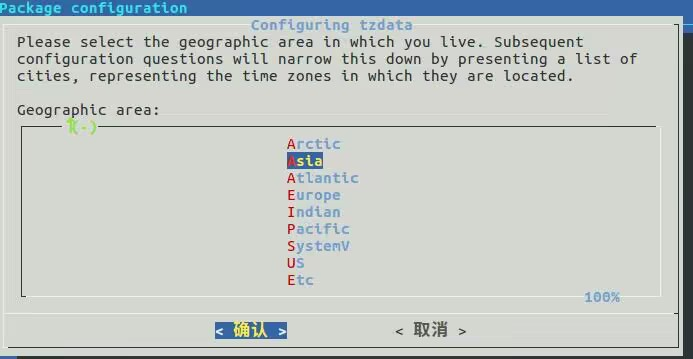 Package configuration
Configuring tzdata
Please select the geographic area in which you live. Subsequent
configuration questions will narrow this down by presenting a list of
cities, representing the time zones in which they are located.
Geographic area:
↑(-)
Arctic
Asia
Atlantic
Europe
Indian
Pacific
SystemV
US
Etc
100%
< 确认 > < 取消 >